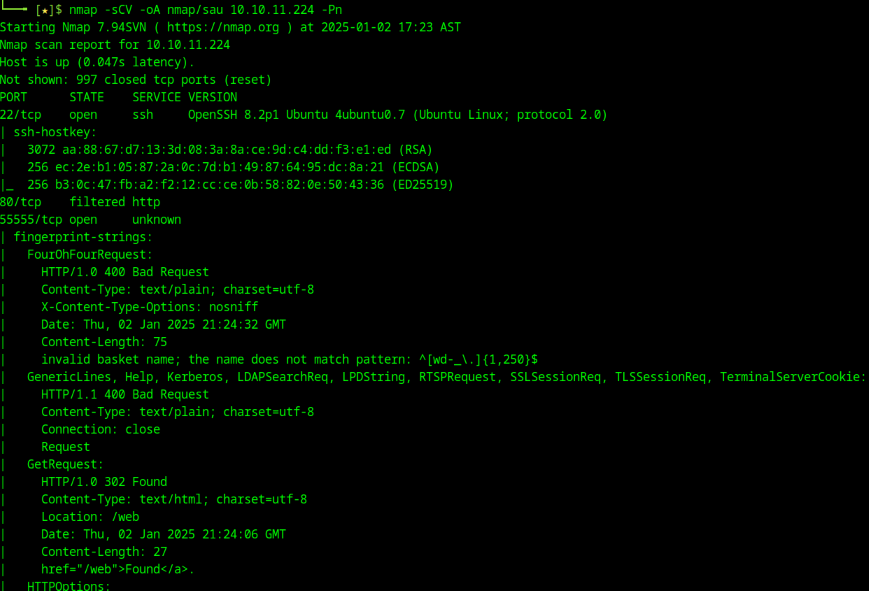 └──╼ [★]$ nmap -sCV -oA nmap/sau 10.10.11.224 -Pn
Starting Nmap 7.94SVN ( https://nmap.org ) at 2025-01-02 17:23 AST
Nmap scan report for 10.10.11.224
Host is up (0.047s latency).
Not shown: 997 closed tcp ports (reset)
PORT      STATE    SERVICE VERSION
22/tcp    open     ssh     OpenSSH 8.2p1 Ubuntu 4ubuntu0.7 (Ubuntu Linux; protocol 2.0)
| ssh-hostkey:
|   3072 aa:88:67:d7:13:3d:08:3a:8a:ce:9d:c4:dd:f3:e1:ed (RSA)
|   256 ec:2e:b1:05:87:2a:0c:7d:b1:49:87:64:95:dc:8a:21 (ECDSA)
|_  256 b3:0c:47:fb:a2:f2:12:cc:ce:0b:58:82:0e:50:43:36 (ED25519)
80/tcp    filtered http
55555/tcp open     unknown
| fingerprint-strings:
|   FourOhFourRequest:
|     HTTP/1.0 400 Bad Request
|     Content-Type: text/plain; charset=utf-8
|     X-Content-Type-Options: nosniff
|     Date: Thu, 02 Jan 2025 21:24:32 GMT
|     Content-Length: 75
|     invalid basket name; the name does not match pattern: ^[wd-_\.]{1,250}$
|   GenericLines, Help, Kerberos, LDAPSearchReq, LPDString, RTSPRequest, SSLSessionReq, TLSSessionReq, TerminalServerCookie:
|     HTTP/1.1 400 Bad Request
|     Content-Type: text/plain; charset=utf-8
|     Connection: close
|     Request
|   GetRequest:
|     HTTP/1.0 302 Found
|     Content-Type: text/html; charset=utf-8
|     Location: /web
|     Date: Thu, 02 Jan 2025 21:24:06 GMT
|     Content-Length: 27
|     href="/web">Found</a>.
|   HTTPOptions: